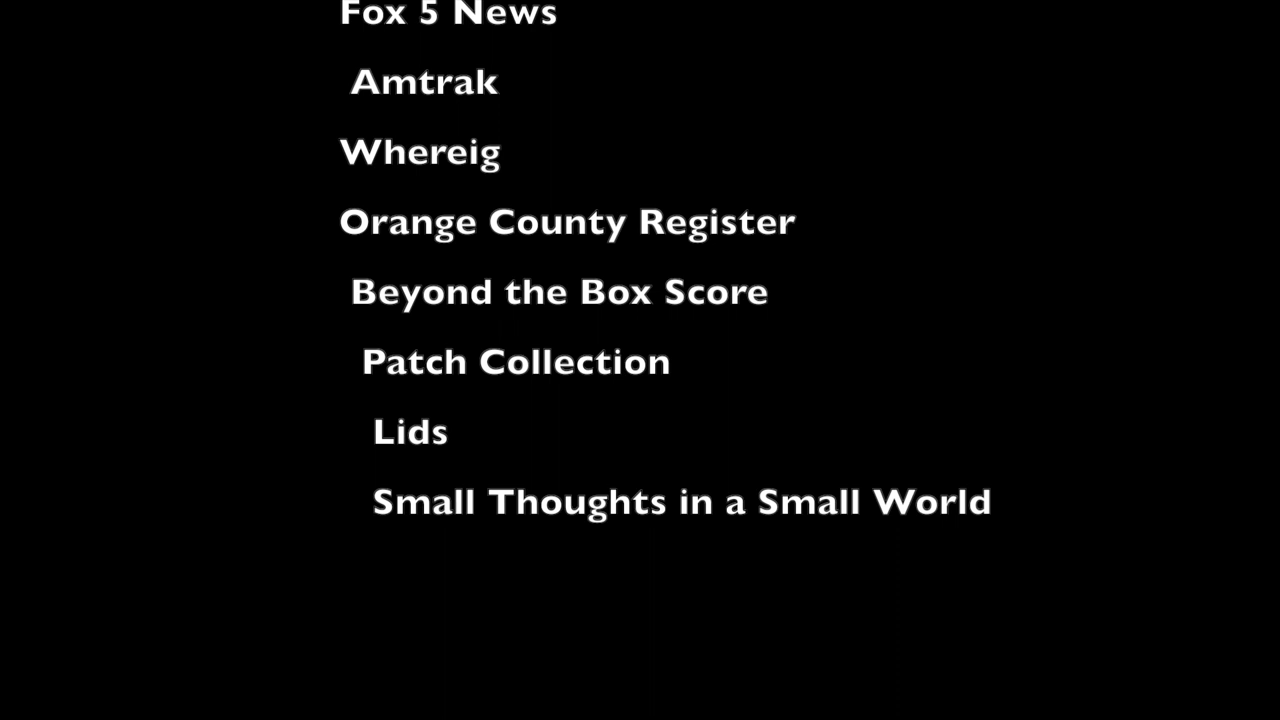 Fox 5 News
Amtrak
Whereig
Orange County Register
Beyond the Box Score
Patch Collection
Lids
Small Thoughts in a Small World